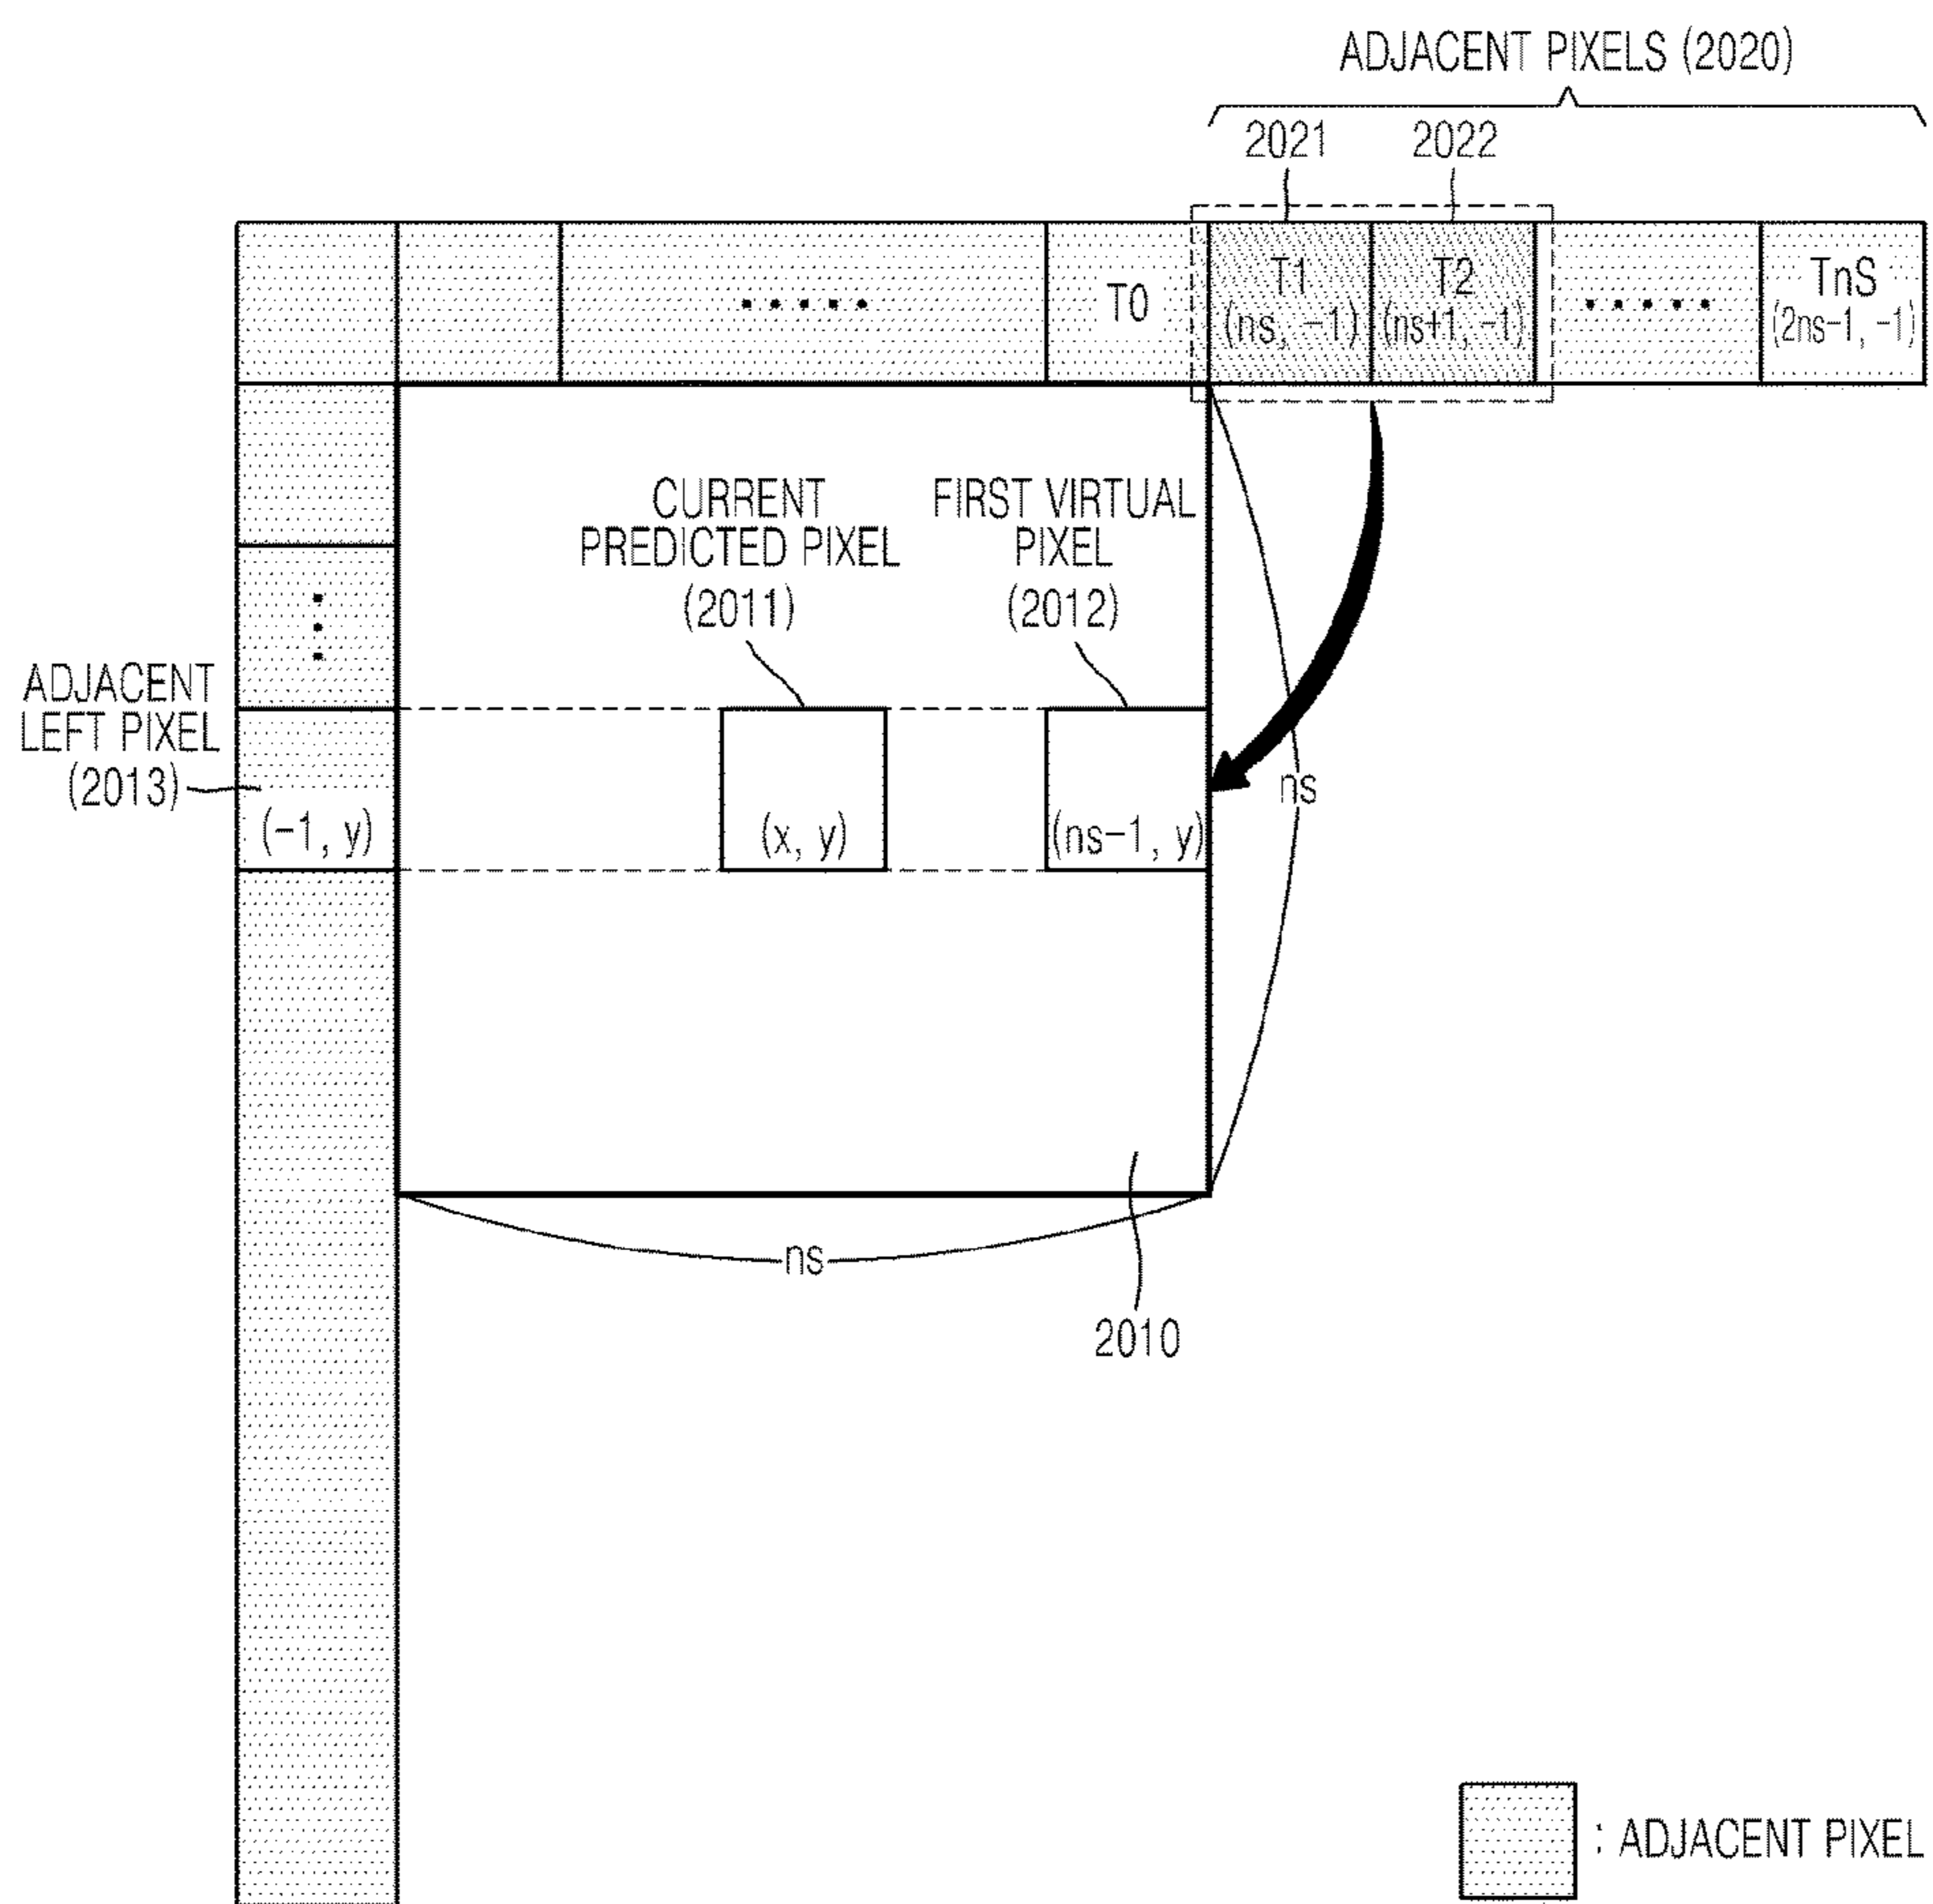 ADJACENT PIXELS (2020)
2021 2022
T0 T1 T2 TnS
(ns, -1) (ns+1, -1) (2ns-1, -1)
CURRENT
PREDICTED PIXEL
(2011)
FIRST VIRTUAL
PIXEL
(2012)
ADJACENT
LEFT PIXEL
(2013)
(-1, y) (x, y) (ns-1, y)
ns
ns
2010
: ADJACENT PIXEL